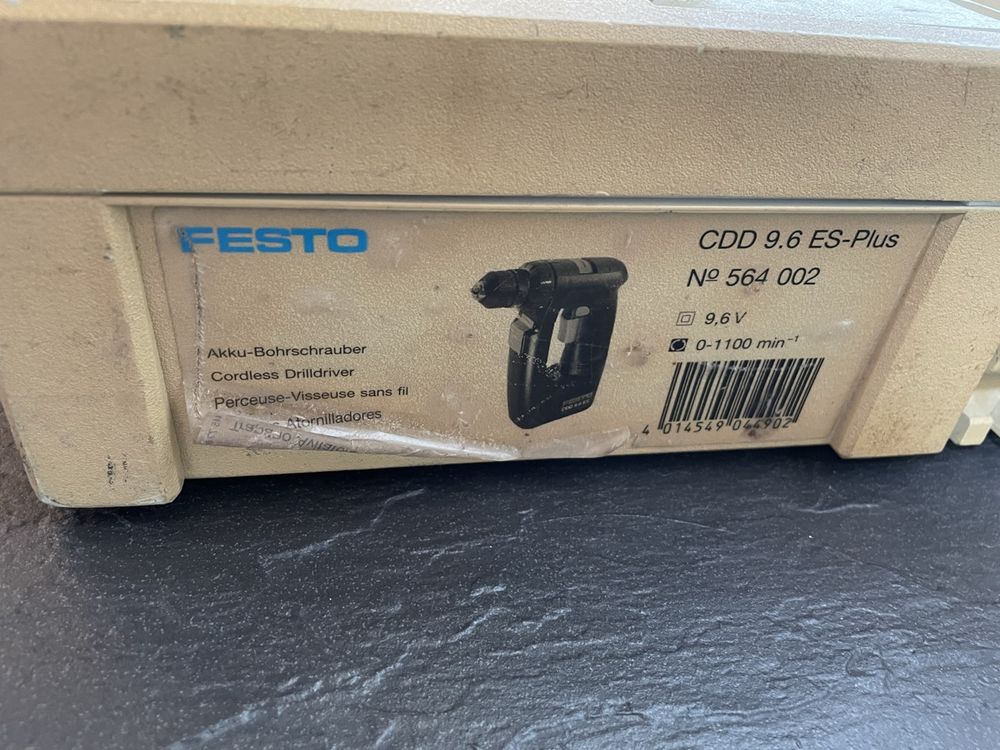 FESTO
CDD 9.6 ES-Plus
Nº 564 002
9,6 V
0-1100 min⁻¹
Akku-Bohrschrauber
Cordless Drilldriver
Perceuse-Visseuse sans fil
Atornilladores
FESTO
4 014549 044902